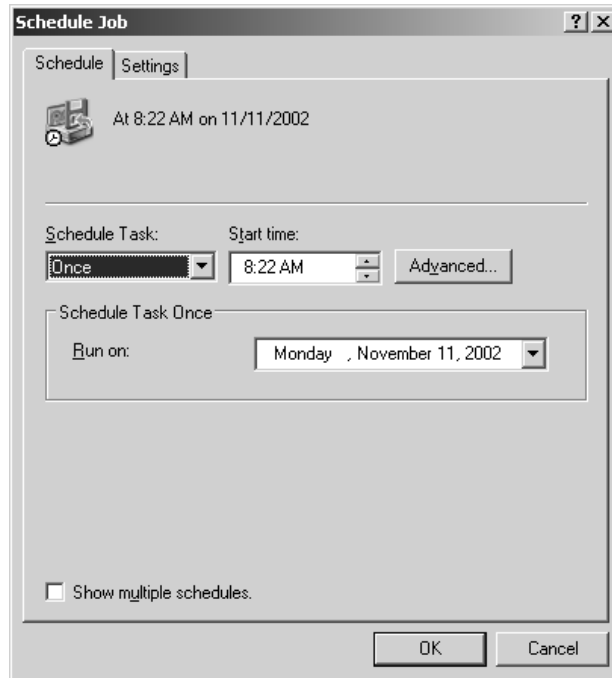 Schedule Job
Schedule Settings
At 8:22 AM on 11/11/2002
Schedule Task: Start time:
Once 8:22 AM Advanced...
Schedule Task Once
Run on: Monday , November 11, 2002
Show multiple schedules.
OK Cancel